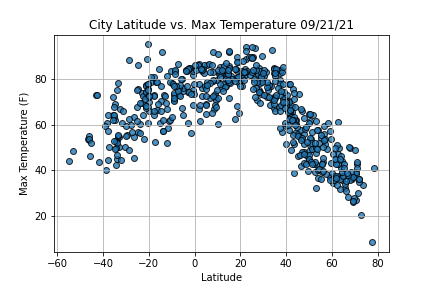 City Latitude vs. Max Temperature 09/21/21
Max Temperature (F)
80
60
40
20
−60 −40 −20 0 20 40 60 80
Latitude